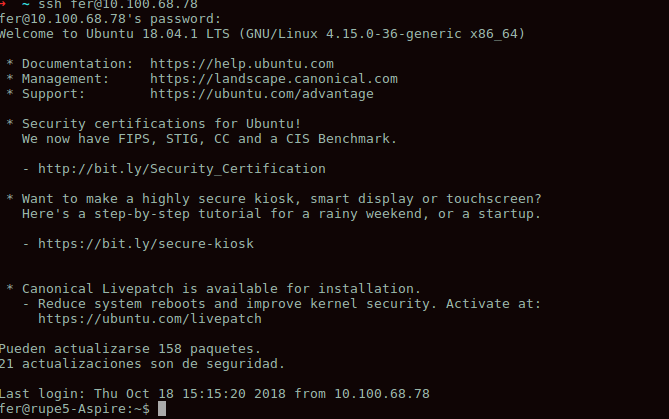 ➜ ~ ssh fer@10.100.68.78
fer@10.100.68.78's password:
Welcome to Ubuntu 18.04.1 LTS (GNU/Linux 4.15.0-36-generic x86_64)
* Documentation: https://help.ubuntu.com
* Management: https://landscape.canonical.com
* Support: https://ubuntu.com/advantage
* Security certifications for Ubuntu!
We now have FIPS, STIG, CC and a CIS Benchmark.
- http://bit.ly/Security_Certification
* Want to make a highly secure kiosk, smart display or touchscreen?
Here's a step-by-step tutorial for a rainy weekend, or a startup.
- https://bit.ly/secure-kiosk
* Canonical Livepatch is available for installation.
- Reduce system reboots and improve kernel security. Activate at:
https://ubuntu.com/livepatch
Pueden actualizarse 158 paquetes.
21 actualizaciones son de seguridad.
Last login: Thu Oct 18 15:15:20 2018 from 10.100.68.78
fer@rupe5-Aspire:~$